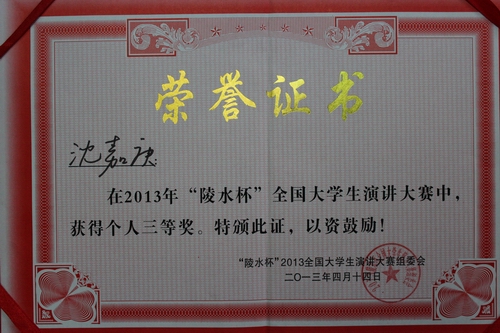 荣誉证书
沈嘉庚:
在2013年“陵水杯”全国大学生演讲大赛中，
获得个人三等奖。特颁此证，以资鼓励！
“陵水杯”2013全国大学生演讲大赛组委会
二〇一三年四月十四日